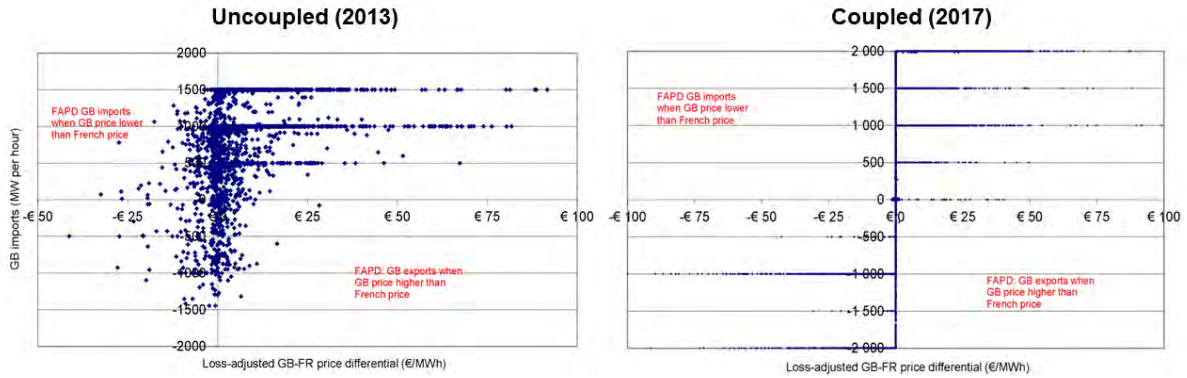 Uncoupled (2013)
2000
1500
1000
500
0
-500
-1000
-1500
-2000
-€ 50
-€ 25
€ 25
€ 50
€ 75
€ 100
FAPD GB imports
when GB price lower
than French price
FAPD: GB exports when
GB price higher than
French price
GB imports (MW per hour)
Loss-adjusted GB-FR price differential (€/MWh)
Coupled (2017)
2 000
1 500
1 000
500
0
-500
-1 000
-1 500
-2 000
-€ 100
-€ 75
-€ 50
-€ 25
€ 0
€ 25
€ 50
€ 75
€ 100
FAPD GB imports
when GB price lower
than French price
FAPD: GB exports when
GB price higher than
French price
Loss-adjusted GB-FR price differential (€/MWh)